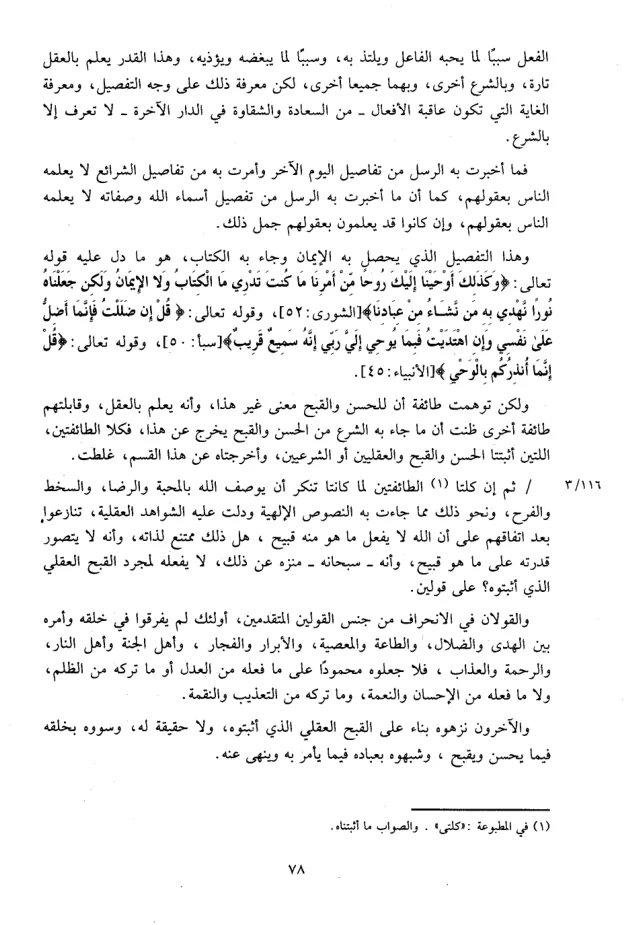 الفعل سببًا لما يحبه الفاعل ويلتذ به، وسببًا لما يبغضه ويؤذيه، وهذا القدر يعلم بالعقل
تارة، وبالشرع أخرى، وبهما جميعا أخرى، لكن معرفة ذلك على وجه التفصيل، ومعرفة
الغاية التي تكون عاقبة الأفعال ــ من السعادة والشقاوة في الدار الآخرة ــ لا تعرف إلا
بالشرع.
فما أخبرت به الرسل من تفاصيل اليوم الآخر وأمرت به من تفاصيل الشرائع لا يعلمه
الناس بعقولهم، كما أن ما أخبرت به الرسل من تفصيل أسماء الله وصفاته لا يعلمه
الناس بعقولهم، وإن كانوا قد يعلمون بعقولهم جمل ذلك.
وهذا التفصيل الذي يحصل به الإيمان وجاء به الكتاب، هو ما دل عليه قوله
تعالى: ﴿وَكَذَلِكَ أَوْحَيْنَا إِلَيْكَ رُوحًا مِّنْ أَمْرِنَا مَا كُنتَ تَدْرِي مَا الْكِتَابُ وَلا الإِيمَانُ وَلَكِن جَعَلْنَاهُ
نُورًا نَّهْدِي بِهِ مَن نَّشَاءُ مِنْ عِبَادِنَا﴾[الشورى: ٥٢]، وقوله تعالى: ﴿ قُلْ إِن ضَلَلْتُ فَإِنَّمَا أَضِلُّ
عَلَىٰ نَفْسِي وَإِنِ اهْتَدَيْتُ فَبِمَا يُوحِي إِلَيَّ رَبِّي إِنَّهُ سَمِيعٌ قَرِيبٌ﴾[سبأ: ٥٠]، وقوله تعالى: ﴿قُلْ
إِنَّمَا أُنذِرُكُم بِالْوَحْيِ ﴾[الأنبياء: ٤٥].
ولكن توهمت طائفة أن للحسن والقبح معنى غير هذا، وأنه يعلم بالعقل، وقابلتهم
طائفة أخرى ظنت أن ما جاء به الشرع من الحسن والقبح يخرج عن هذا، فكلا الطائفتين،
اللتين أثبتتا الحسن والقبح والعقليين أو الشرعيين، وأخرجتاه عن هذا القسم، غلطت.
٣/١١٦ / ثم إن كلتا (١) الطائفتين لما كانتا تنكر أن يوصف الله بالمحبة والرضا، والسخط
والفرح، ونحو ذلك مما جاءت به النصوص الإلهية ودلت عليه الشواهد العقلية، تنازعوا
بعد اتفاقهم على أن الله لا يفعل ما هو منه قبيح ، هل ذلك ممتنع لذاته، وأنه لا يتصور
قدرته على ما هو قبيح، وأنه ــ سبحانه ــ منزه عن ذلك، لا يفعله لمجرد القبح العقلي
الذي أثبتوه؟ على قولين.
والقولان في الانحراف من جنس القولين المتقدمين، أولئك لم يفرقوا في خلقه وأمره
بين الهدى والضلال، والطاعة والمعصية، والأبرار والفجار ، وأهل الجنة وأهل النار،
والرحمة والعذاب ، فلا جعلوه محمودًا على ما فعله من العدل أو ما تركه من الظلم،
ولا ما فعله من الإحسان والنعمة، وما تركه من التعذيب والنقمة.
والآخرون نزهوه بناء على القبح العقلي الذي أثبتوه، ولا حقيقة له، وسووه بخلقه
فيما يحسن ويقبح ، وشبهوه بعباده فيما يأمر به وينهى عنه.
(١) في المطبوعة :«كلتى» . والصواب ما أثبتناه.
٧٨